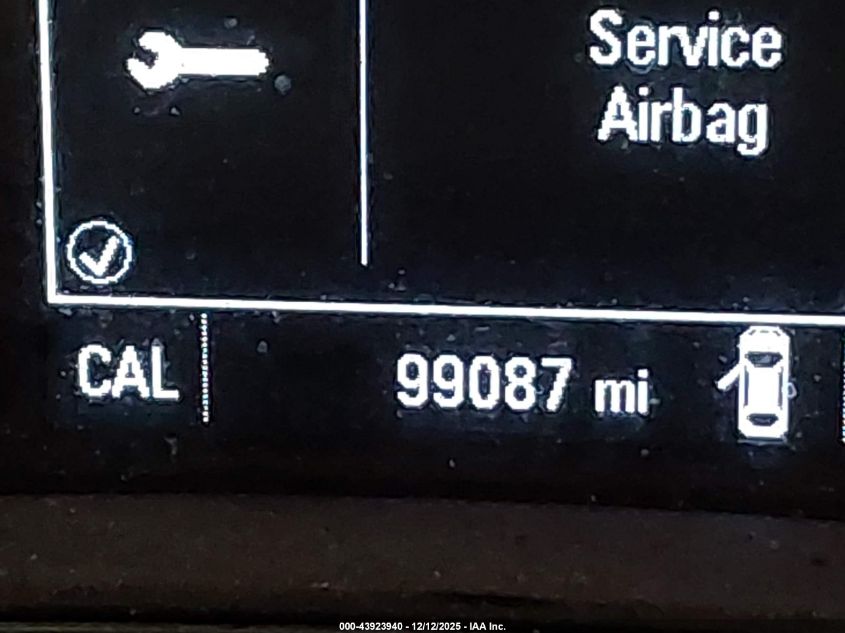 Service
Airbag
CAL
99087 mi
000-43923940 - 12/12/2025 - IAA Inc.